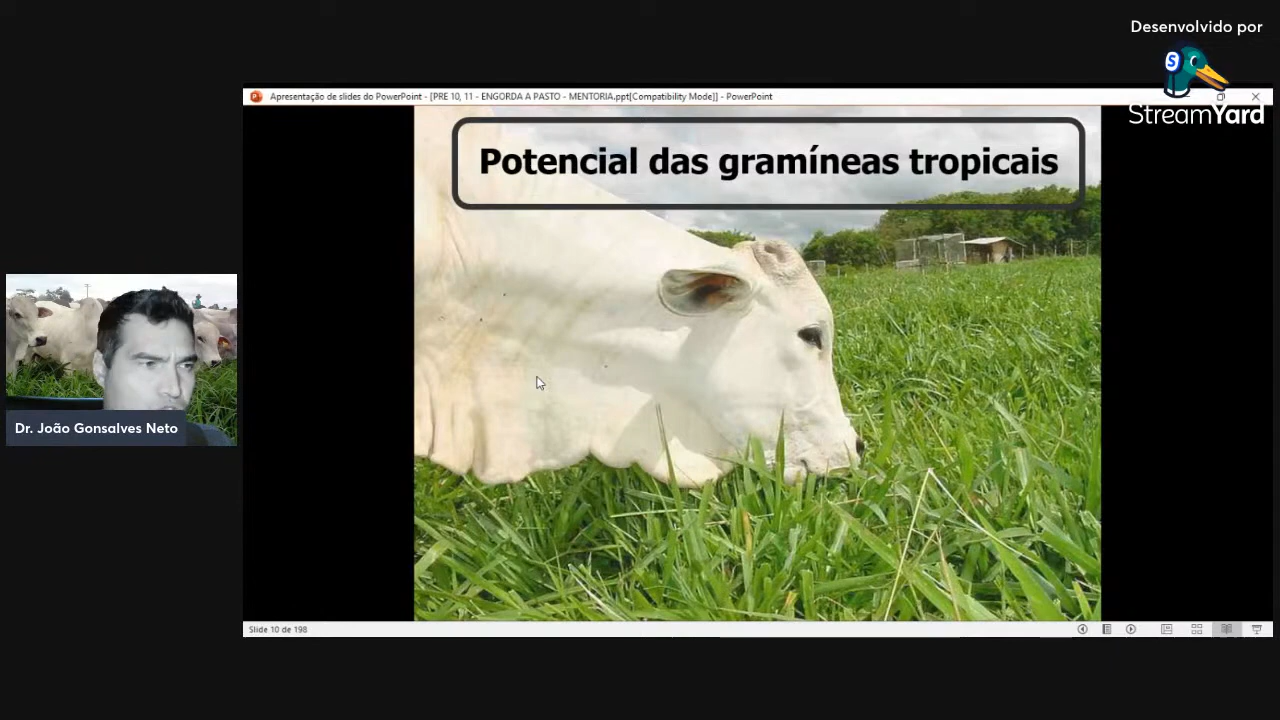 Desenvolvido por
StreamYard
Apresentação de slides do PowerPoint - [PRE 10, 11 - ENGORDA A PASTO - MENTORIA.ppt[Compatibility Mode]] - PowerPoint
Potencial das gramíneas tropicais
Dr. João Gonsalves Neto
Slide 10 de 198